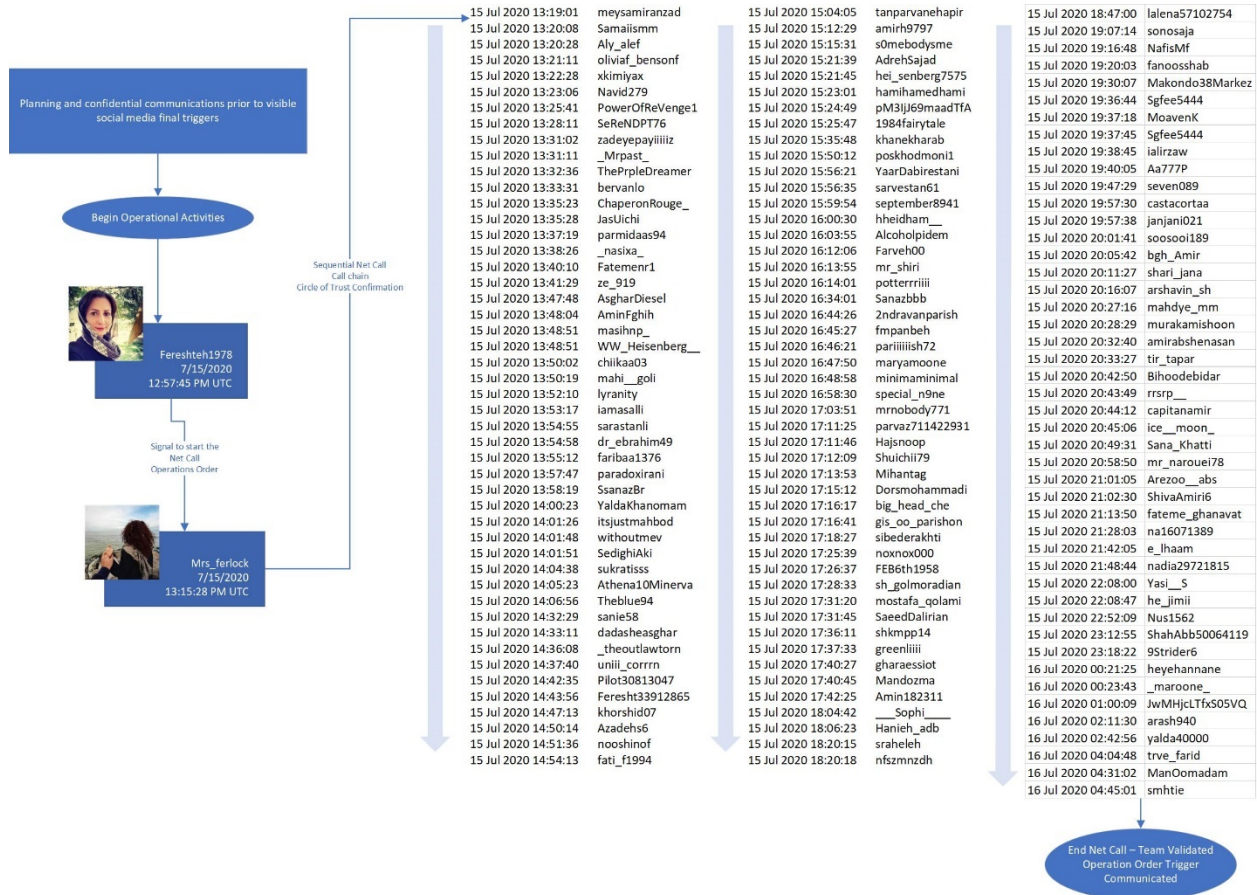 Planning and confidential communications prior to visible
social media final triggers
Begin Operational Activities
Fereshteh1978
7/15/2020
12:57:45 PM UTC
Signal to start the
Net Call
Operations Order
Mrs_ferlock
7/15/2020
13:15:28 PM UTC
Sequential Net Call
Call chain
Circle of Trust Confirmation
15 Jul 2020 13:19:01 meysamiranzad
15 Jul 2020 13:20:08 Samaiismm
15 Jul 2020 13:20:28 Aly_alef
15 Jul 2020 13:21:11 oliviaf_bensonf
15 Jul 2020 13:22:28 xkimiyax
15 Jul 2020 13:23:06 Navid279
15 Jul 2020 13:25:41 PowerOfReVenge1
15 Jul 2020 13:28:11 SeReNDPT76
15 Jul 2020 13:31:02 zadeyepayiiiiiz
15 Jul 2020 13:31:11 _Mrpast_
15 Jul 2020 13:32:36 ThePrpleDreamer
15 Jul 2020 13:33:31 bervanlo
15 Jul 2020 13:35:23 ChaperonRouge_
15 Jul 2020 13:35:28 JasUichi
15 Jul 2020 13:37:19 parmidaas94
15 Jul 2020 13:38:26 _nasixa_
15 Jul 2020 13:40:10 Fatemenr1
15 Jul 2020 13:41:29 ze_919
15 Jul 2020 13:47:48 AsgharDiesel
15 Jul 2020 13:48:04 AminFghih
15 Jul 2020 13:48:51 masihnp_
15 Jul 2020 13:48:51 WW_Heisenberg__
15 Jul 2020 13:50:02 chiikaa03
15 Jul 2020 13:50:19 mahi__goli
15 Jul 2020 13:52:10 lyranity
15 Jul 2020 13:53:17 iamasalli
15 Jul 2020 13:54:55 sarastanli
15 Jul 2020 13:54:58 dr_ebrahim49
15 Jul 2020 13:55:12 faribaa1376
15 Jul 2020 13:57:47 paradoxirani
15 Jul 2020 13:58:19 SsanazBr
15 Jul 2020 14:00:23 YaldaKhanomam
15 Jul 2020 14:01:26 itsjustmahbod
15 Jul 2020 14:01:48 withoutmev
15 Jul 2020 14:01:51 SedighiAki
15 Jul 2020 14:04:38 sukratisss
15 Jul 2020 14:05:23 Athena10Minerva
15 Jul 2020 14:06:56 Theblue94
15 Jul 2020 14:32:29 sanie58
15 Jul 2020 14:33:11 dadasheasghar
15 Jul 2020 14:36:08 _theoutlawtorn
15 Jul 2020 14:37:40 uniii_corrrn
15 Jul 2020 14:42:35 Pilot30813047
15 Jul 2020 14:43:56 Feresht33912865
15 Jul 2020 14:47:13 khorshid07
15 Jul 2020 14:50:14 Azadehs6
15 Jul 2020 14:51:36 nooshinof
15 Jul 2020 14:54:13 fati_f1994
15 Jul 2020 15:04:05 tanparvanehapir
15 Jul 2020 15:12:29 amirh9797
15 Jul 2020 15:15:31 s0mebodysme
15 Jul 2020 15:21:39 AdrehSajad
15 Jul 2020 15:21:45 hei_senberg7575
15 Jul 2020 15:23:01 hamihamedhami
15 Jul 2020 15:24:49 pM3IjJ69maadTfA
15 Jul 2020 15:25:47 1984fairytale
15 Jul 2020 15:35:48 khanekharab
15 Jul 2020 15:50:12 poskhodmoni1
15 Jul 2020 15:56:21 YaarDabirestani
15 Jul 2020 15:56:35 sarvestan61
15 Jul 2020 15:59:54 september8941
15 Jul 2020 16:00:30 hheidham__
15 Jul 2020 16:03:55 Alcoholpidem
15 Jul 2020 16:12:06 Farveh00
15 Jul 2020 16:13:55 mr_shiri
15 Jul 2020 16:14:01 potterrriiii
15 Jul 2020 16:34:01 Sanazbbb
15 Jul 2020 16:44:26 2ndravanparish
15 Jul 2020 16:45:27 fmpanbeh
15 Jul 2020 16:46:21 pariiiiiish72
15 Jul 2020 16:47:50 maryamoone
15 Jul 2020 16:48:58 minimaminimal
15 Jul 2020 16:58:30 special_n9ne
15 Jul 2020 17:03:51 mrnobody771
15 Jul 2020 17:11:25 parvaz711422931
15 Jul 2020 17:11:46 Hajsnoop
15 Jul 2020 17:12:09 Shuichii79
15 Jul 2020 17:13:53 Mihantag
15 Jul 2020 17:15:12 Dorsmohammadi
15 Jul 2020 17:16:17 big_head_che
15 Jul 2020 17:16:41 gis_oo_parishon
15 Jul 2020 17:18:27 sibederakhti
15 Jul 2020 17:25:39 noxnox000
15 Jul 2020 17:26:37 FEB6th1958
15 Jul 2020 17:28:33 sh_golmoradian
15 Jul 2020 17:31:20 mostafa_qolami
15 Jul 2020 17:31:45 SaeedDalirian
15 Jul 2020 17:36:11 shkmpp14
15 Jul 2020 17:37:33 greenliiii
15 Jul 2020 17:40:27 gharaessiot
15 Jul 2020 17:40:45 Mandozma
15 Jul 2020 17:42:25 Amin182311
15 Jul 2020 18:04:42 ___Sophi____
15 Jul 2020 18:06:23 Hanieh_adb
15 Jul 2020 18:20:15 sraheleh
15 Jul 2020 18:20:18 nfszmnzdh
15 Jul 2020 18:47:00 lalena57102754
15 Jul 2020 19:07:14 sonosaja
15 Jul 2020 19:16:48 NafisMf
15 Jul 2020 19:20:03 fanoosshab
15 Jul 2020 19:30:07 Makondo38Markez
15 Jul 2020 19:36:44 Sgfee5444
15 Jul 2020 19:37:18 MoavenK
15 Jul 2020 19:37:45 Sgfee5444
15 Jul 2020 19:38:45 ialirzaw
15 Jul 2020 19:40:05 Aa777P
15 Jul 2020 19:47:29 seven089
15 Jul 2020 19:57:30 castacortaa
15 Jul 2020 19:57:38 janjani021
15 Jul 2020 20:01:41 soosooi189
15 Jul 2020 20:05:42 bgh_Amir
15 Jul 2020 20:11:27 shari_jana
15 Jul 2020 20:16:07 arshavin_sh
15 Jul 2020 20:27:16 mahdye_mm
15 Jul 2020 20:28:29 murakamishoon
15 Jul 2020 20:32:40 amirabshenasan
15 Jul 2020 20:33:27 tir_tapar
15 Jul 2020 20:42:50 Bihoodebidar
15 Jul 2020 20:43:49 rrsrp__
15 Jul 2020 20:44:12 capitanamir
15 Jul 2020 20:45:06 ice__moon_
15 Jul 2020 20:49:31 Sana_Khatti
15 Jul 2020 20:58:50 mr_narouei78
15 Jul 2020 21:01:05 Arezoo__abs
15 Jul 2020 21:02:30 ShivaAmiri6
15 Jul 2020 21:13:50 fateme_ghanavat
15 Jul 2020 21:28:03 na16071389
15 Jul 2020 21:42:05 e_lhaam
15 Jul 2020 21:48:44 nadia29721815
15 Jul 2020 22:08:00 Yasi__S
15 Jul 2020 22:08:47 he_jimii
15 Jul 2020 22:52:09 Nus1562
15 Jul 2020 23:12:55 ShahAbb50064119
15 Jul 2020 23:18:22 9Strider6
16 Jul 2020 00:21:25 heyehannane
16 Jul 2020 00:23:43 _maroone_
16 Jul 2020 01:00:09 JwMHjcLTfxS05VQ
16 Jul 2020 02:11:30 arash940
16 Jul 2020 02:42:56 yalda40000
16 Jul 2020 04:04:48 trve_farid
16 Jul 2020 04:31:02 ManOomadam
16 Jul 2020 04:45:01 smhtie
End Net Call – Team Validated
Operation Order Trigger
Communicated